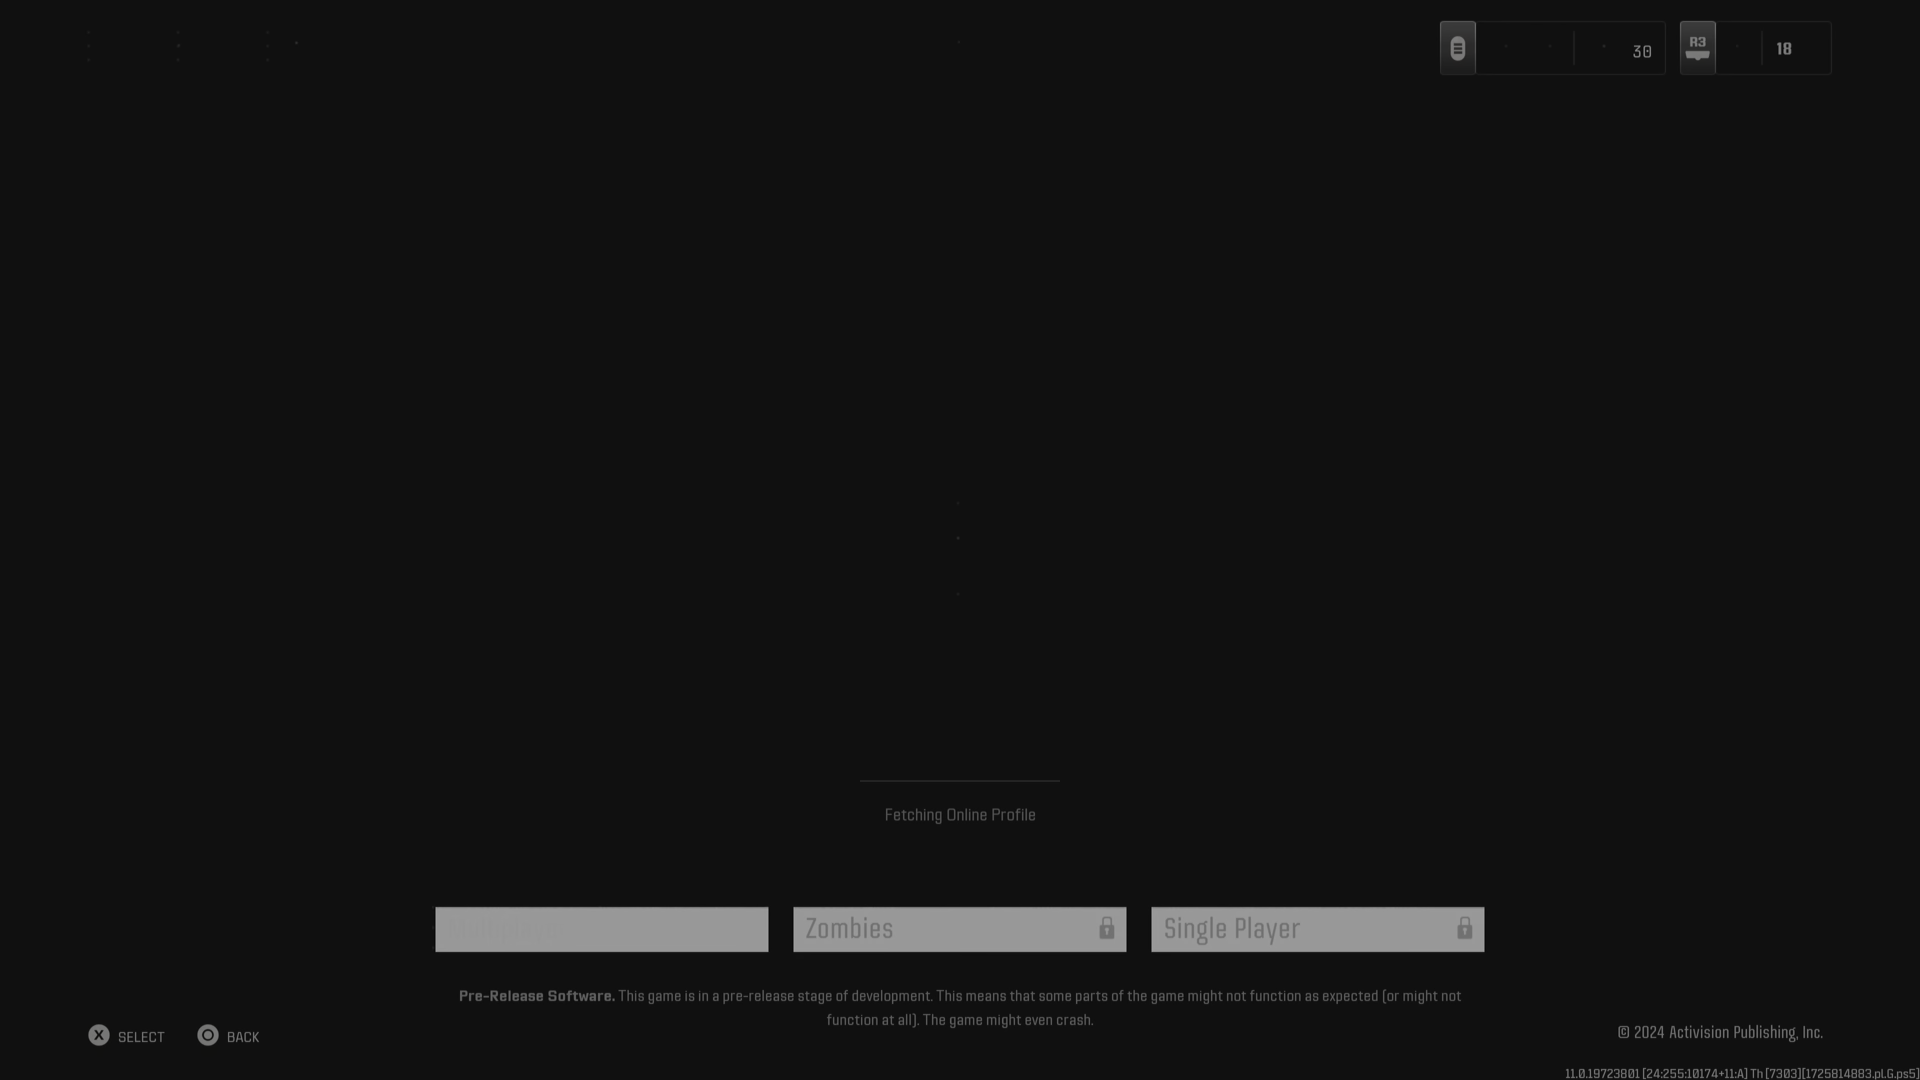 30
R3
18
Fetching Online Profile
Zombies
Single Player
Pre-Release Software. This game is in a pre-release stage of development. This means that some parts of the game might not function as expected (or might not
function at all). The game might even crash.
X SELECT
BACK
© 2024 Activision Publishing, Inc.
11.0.19723801 [24:255:10174+11:A] Th [7303][1725814883.pl.G.ps5]